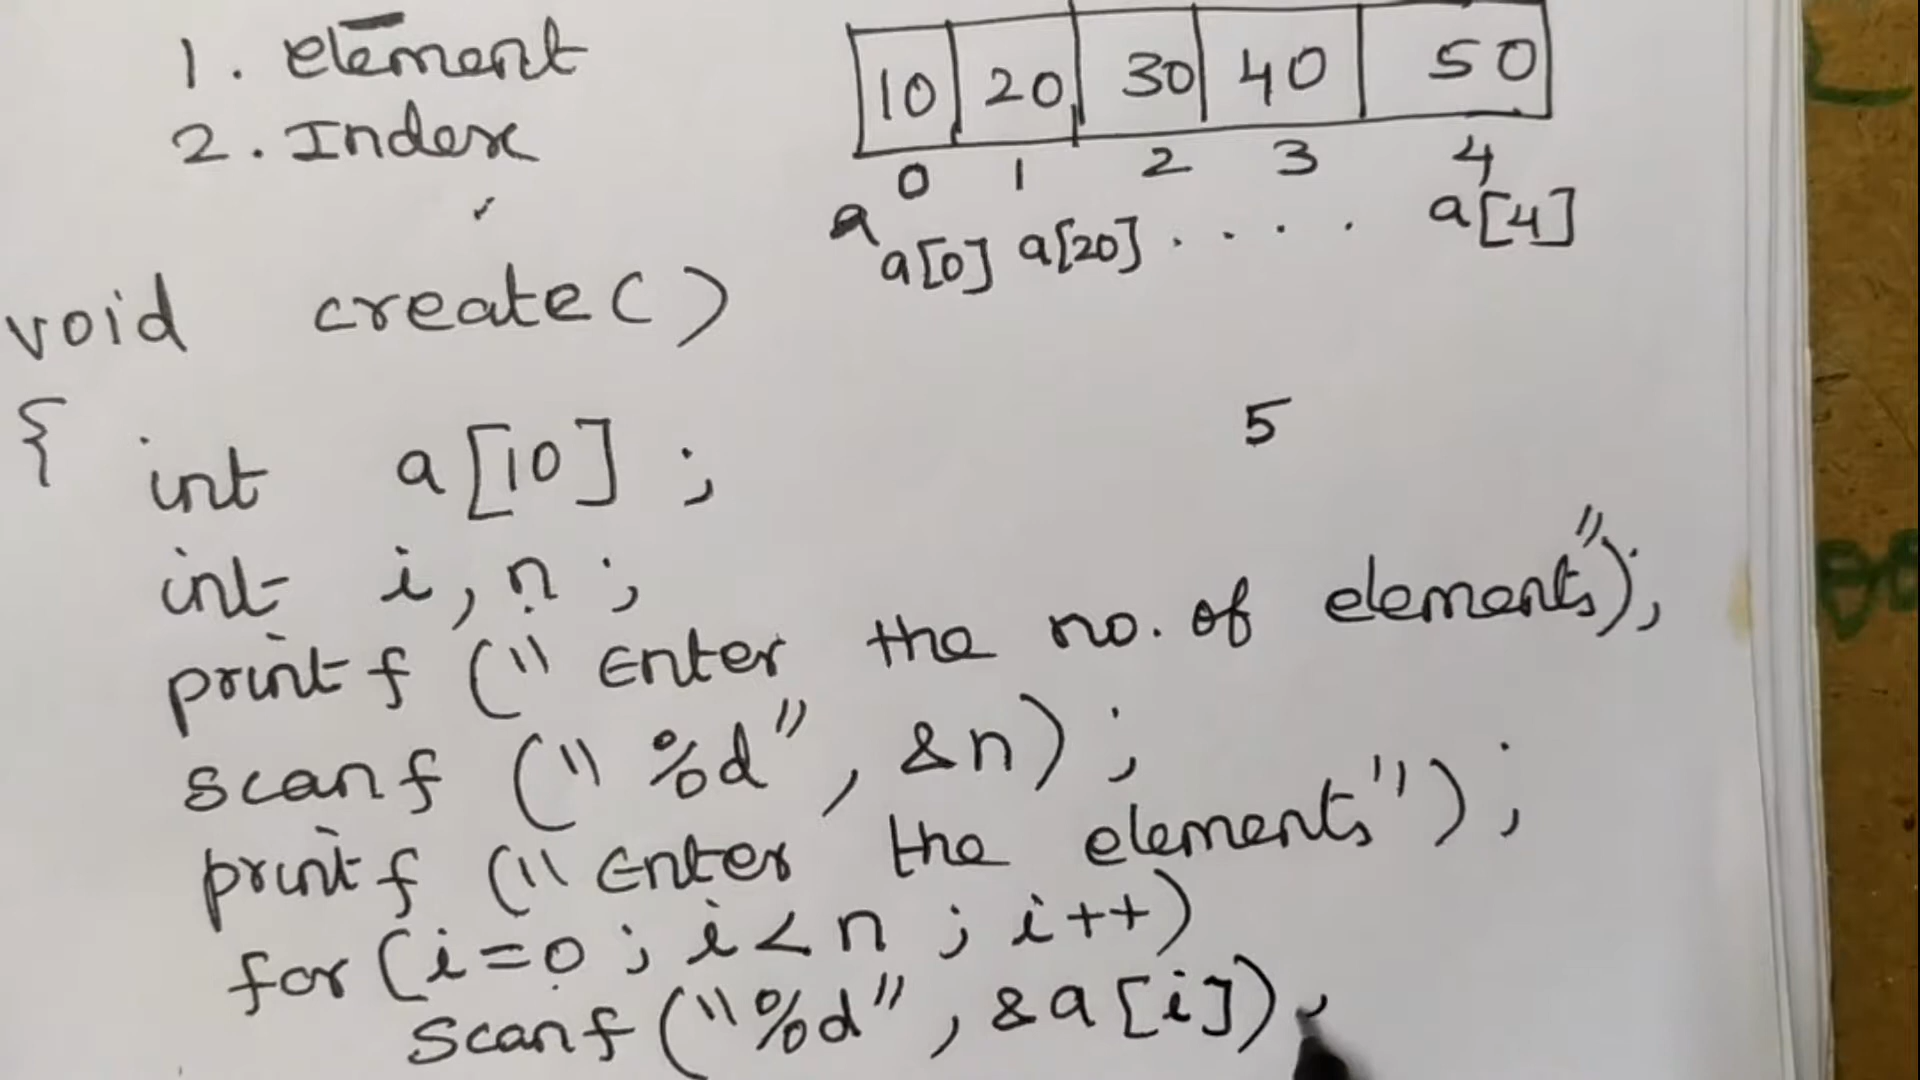 1. element
2. Index
10 20 30 40 50
0 1 2 3 4
a
a[0] a[20] . . . . a[4]
void create()
{ int a[10];
5
int i, n;
printf ("Enter the no. of elements");
scanf ("%d", &n);
printf ("Enter the elements");
for (i=0; i<n; i++)
scanf ("%d", &a[i]);